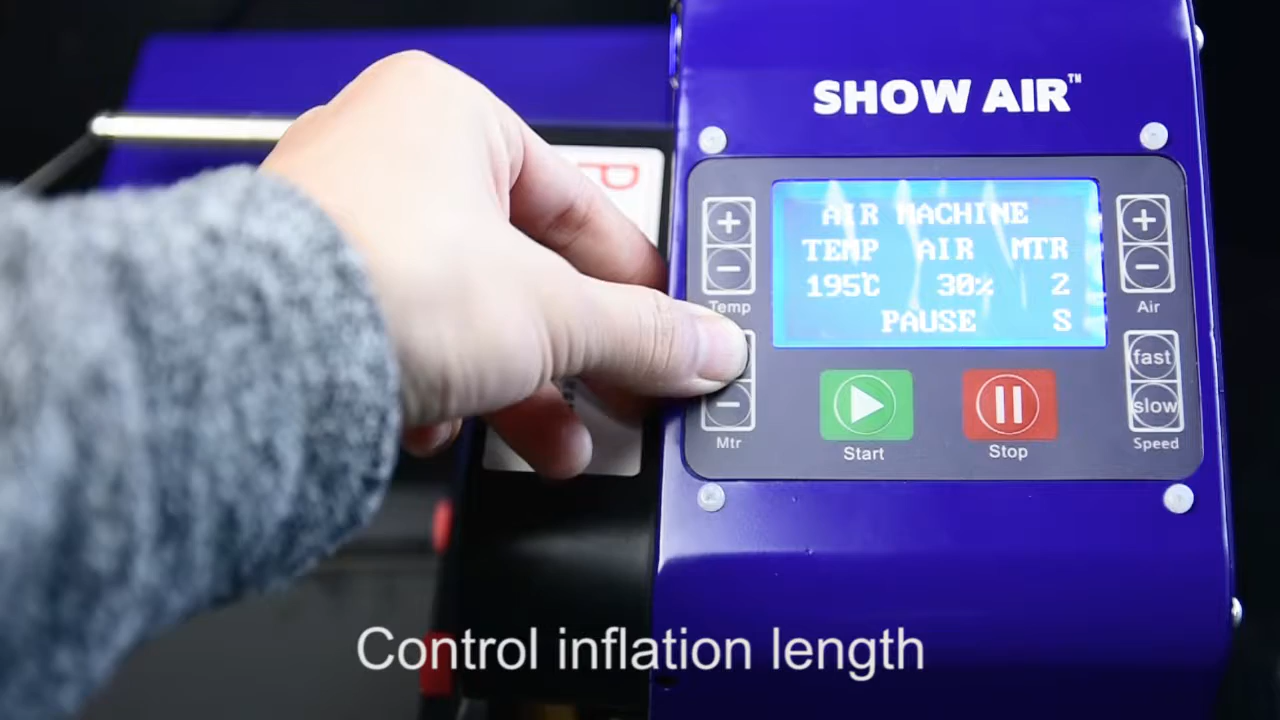 SHOW AIR™
AIR MACHINE
TEMP AIR MTR
195℃ 30% 2
PAUSE S
+
−
Temp
+
−
Air
−
Mtr
Start
Stop
fast
slow
Speed
P
Control inflation length